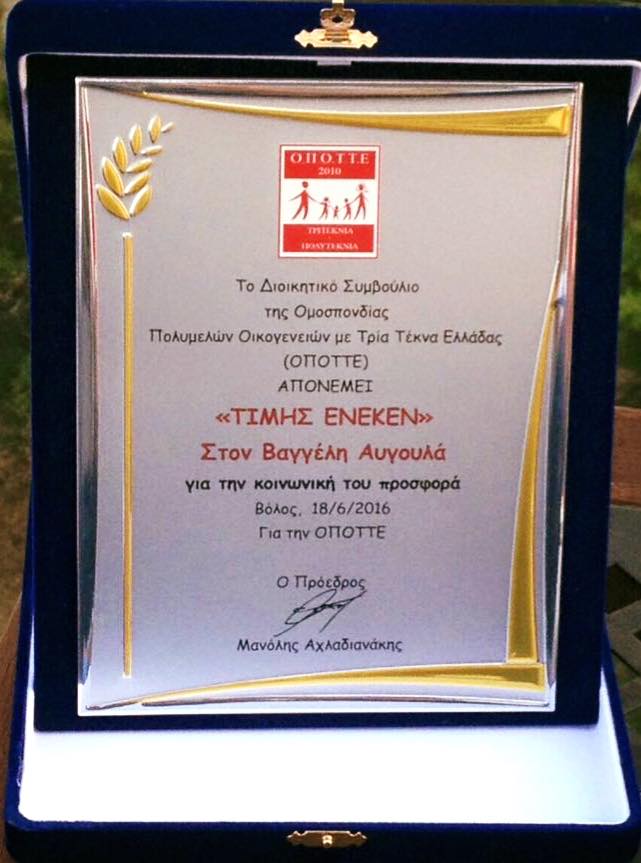 Ο.ΠΟ.Τ.Τ.Ε
2010
ΤΡΙΤΕΚΝΙΑ
ΠΟΛΥΤΕΚΝΙΑ
Το Διοικητικό Συμβούλιο
της Ομοσπονδίας
Πολυμελών Οικογενειών με Τρία Τέκνα Ελλάδας
(ΟΠΟΤΤΕ)
ΑΠΟΝΕΜΕΙ
«ΤΙΜΗΣ ΕΝΕΚΕΝ»
Στον Βαγγέλη Αυγουλά
για την κοινωνική του προσφορά
Βόλος, 18/6/2016
Για την ΟΠΟΤΤΕ
Ο Πρόεδρος
Μανόλης Αχλαδιανάκης